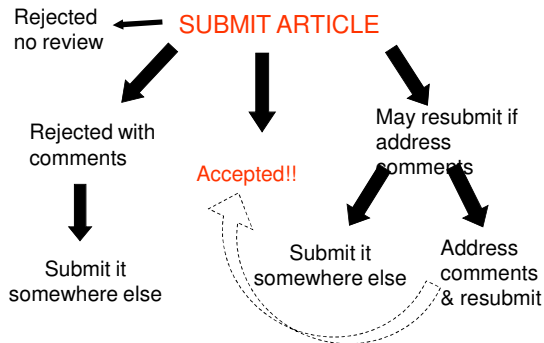 Rejected
no review
SUBMIT ARTICLE
Rejected with
comments
Accepted!!
May resubmit if
address
comments
Submit it
somewhere else
Submit it
somewhere else
Address
comments
& resubmit